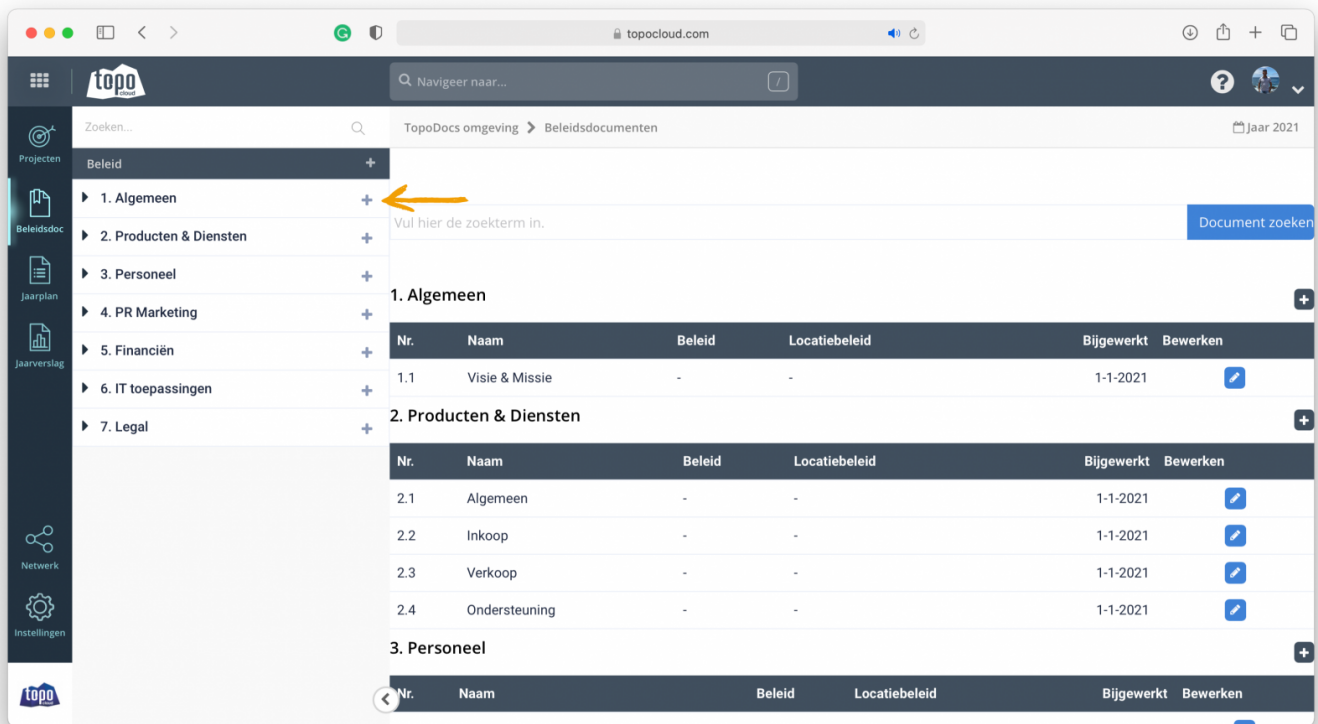 topocloud.com
topo
cloud
Navigeer naar...
/
?
Projecten
Beleidsdoc
Jaarplan
Jaarverslag
Netwerk
Instellingen
topo
cloud
Zoeken...
Beleid +
1. Algemeen +
2. Producten & Diensten +
3. Personeel +
4. PR Marketing +
5. Financiën +
6. IT toepassingen +
7. Legal +
TopoDocs omgeving Beleidsdocumenten Jaar 2021
Vul hier de zoekterm in. Document zoeken
1. Algemeen +
Nr. Naam Beleid Locatiebeleid Bijgewerkt Bewerken
1.1 Visie & Missie - - 1-1-2021
2. Producten & Diensten +
Nr. Naam Beleid Locatiebeleid Bijgewerkt Bewerken
2.1 Algemeen - - 1-1-2021
2.2 Inkoop - - 1-1-2021
2.3 Verkoop - - 1-1-2021
2.4 Ondersteuning - - 1-1-2021
3. Personeel +
Nr. Naam Beleid Locatiebeleid Bijgewerkt Bewerken